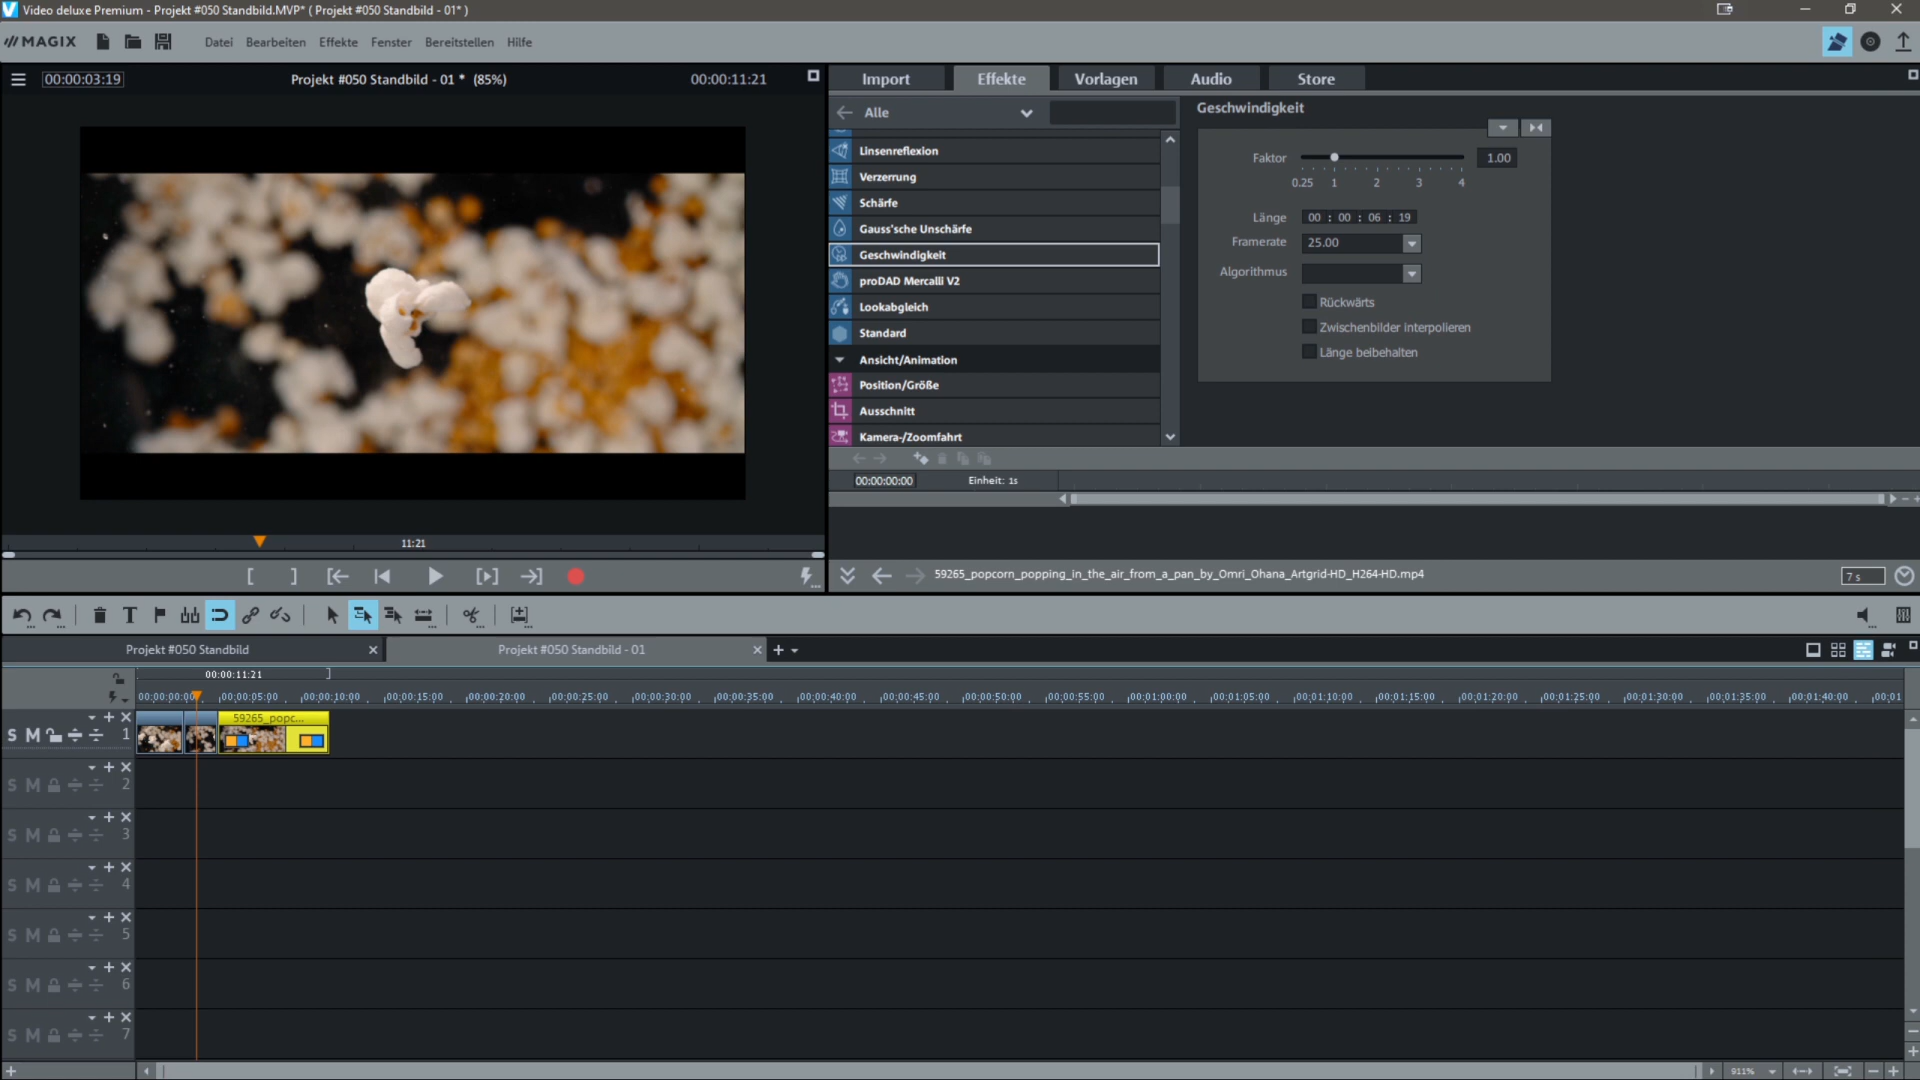 Video deluxe Premium - Projekt #050 Standbild.MVP* ( Projekt #050 Standbild - 01* )
MAGIX Datei Bearbeiten Effekte Fenster Bereitstellen Hilfe
00:00:03:19 Projekt #050 Standbild - 01 * (85%) 00:00:11:21
Import Effekte Vorlagen Audio Store
Alle
Linsenreflexion
Verzerrung
Schärfe
Gauss'sche Unschärfe
Geschwindigkeit
proDAD Mercalli V2
Lookabgleich
Standard
Ansicht/Animation
Position/Größe
Ausschnitt
Kamera-/Zoomfahrt
Geschwindigkeit
Faktor 1.00
0.25 1 2 3 4
Länge 00 : 00 : 06 : 19
Framerate 25.00
Algorithmus
Rückwärts
Zwischenbilder interpolieren
Länge beibehalten
00:00:00:00 Einheit: 1s
11:21
59265_popcorn_popping_in_the_air_from_a_pan_by_Omri_Ohana_Artgrid-HD_H264-HD.mp4 7 s
Projekt #050 Standbild Projekt #050 Standbild - 01
00:00:11:21
00:00:00:00 00:00:05:00 00:00:10:00 00:00:15:00 00:00:20:00 00:00:25:00 00:00:30:00 00:00:35:00 00:00:40:00 00:00:45:00 00:00:50:00 00:00:55:00 00:01:00:00 00:01:05:00 00:01:10:00 00:01:15:00 00:01:20:00 00:01:25:00 00:01:30:00 00:01:35:00 00:01:40:00 00:01
59265_popc...
S M 1
S M 2
S M 3
S M 4
S M 5
S M 6
S M 7
911%